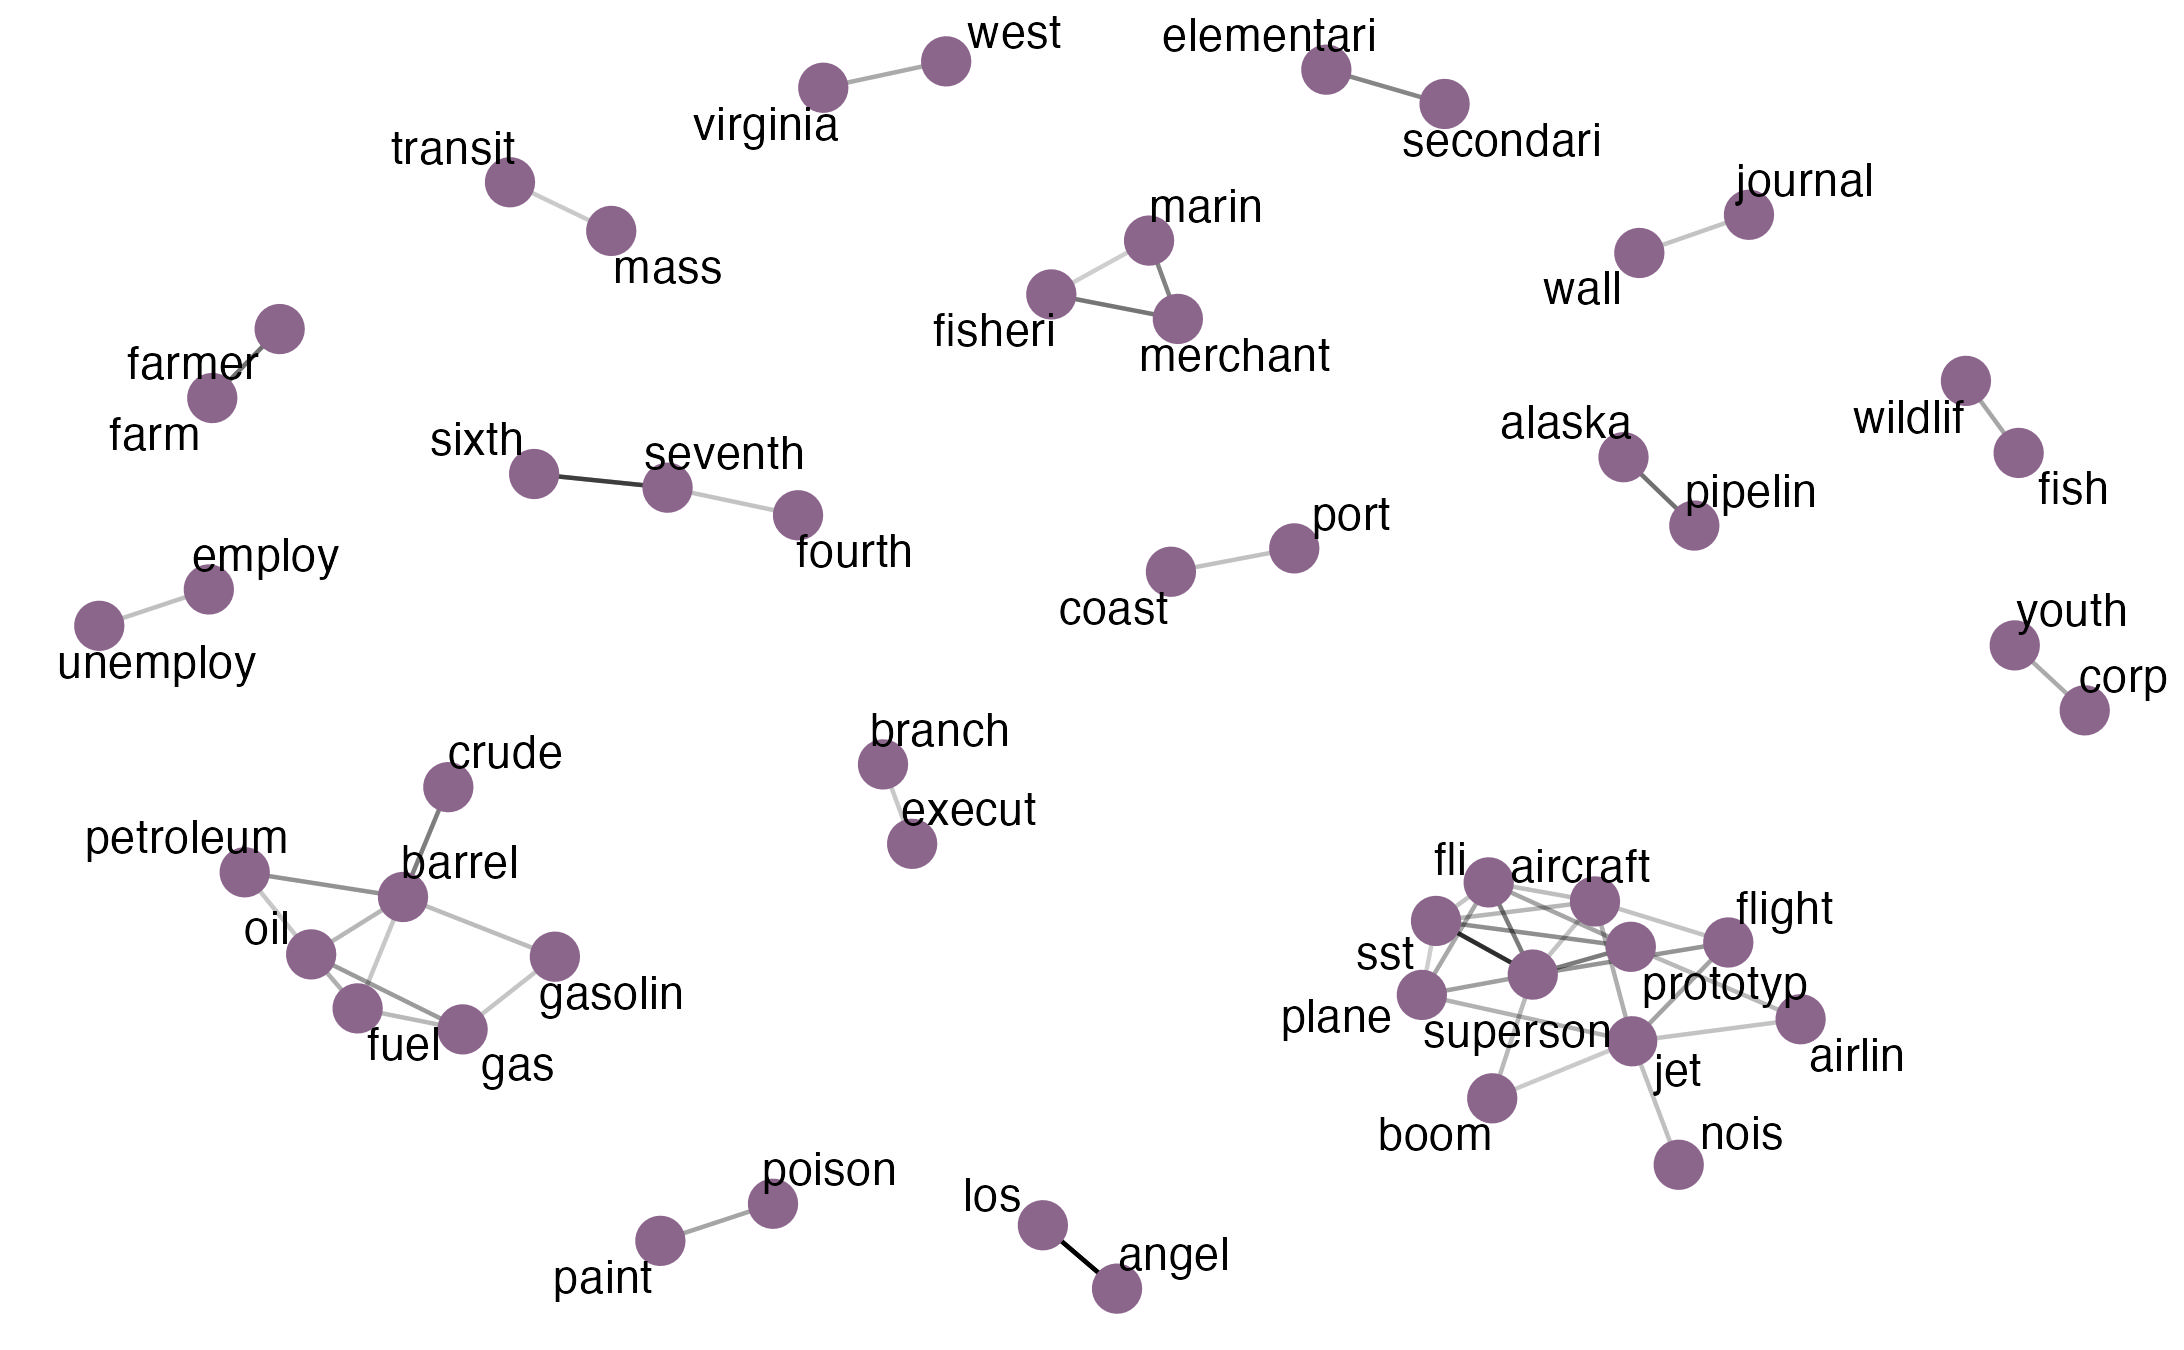 west
elementari
virginia
secondari
transit
journal
marin
mass
wall
fisheri
merchant
farmer
farm
wildlif
alaska
sixth
seventh
fish
pipelin
port
fourth
employ
coast
youth
unemploy
corp
branch
crude
execut
petroleum
barrel
fli
aircraft
flight
oil
sst
gasolin
prototyp
plane
superson
fuel
gas
jet
airlin
boom
nois
poison
los
angel
paint